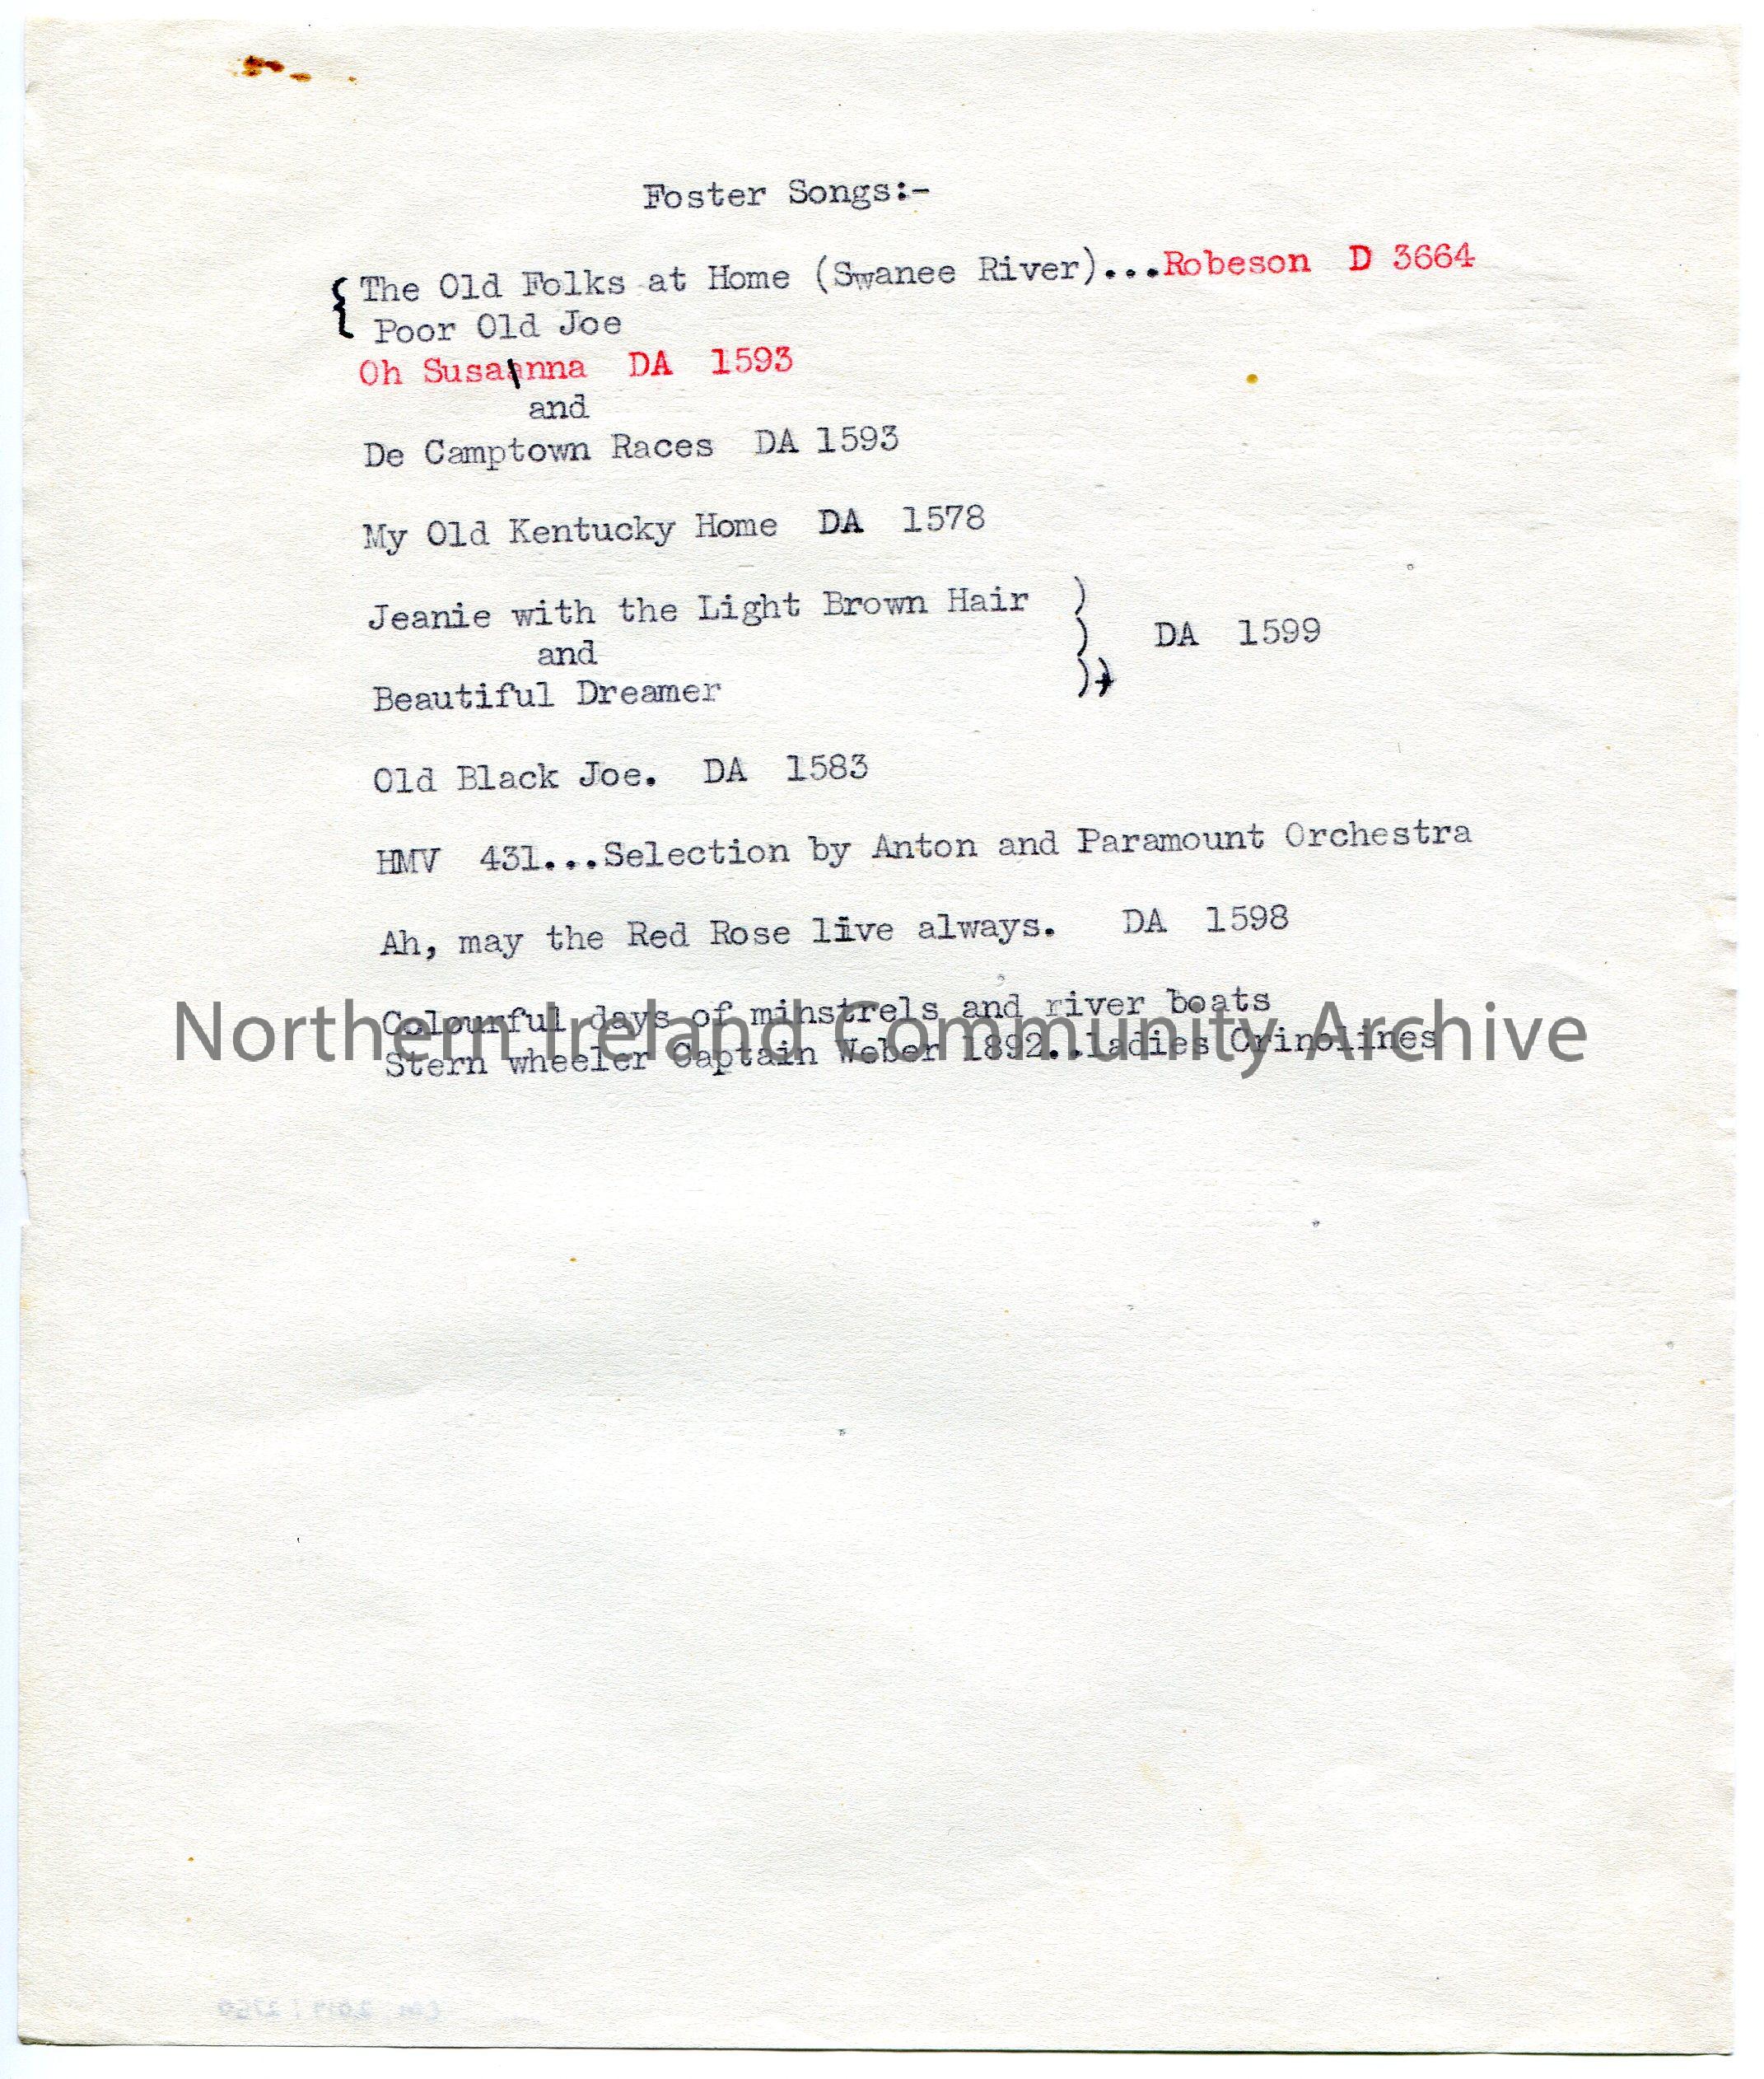 Foster Songs:-
{The Old Folks at Home (Swanee River)...Robeson D 3664
Poor Old Joe
Oh Susaanna DA 1593
and
De Camptown Races DA 1593
My Old Kentucky Home DA 1578
Jeanie with the Light Brown Hair )
and ) DA 1599
Beautiful Dreamer ))
Old Black Joe. DA 1583
HMV 431...Selection by Anton and Paramount Orchestra
Ah, may the Red Rose live always. DA 1598
Colourful days of minstrels and river boats
Northern Ireland Community Archive
Stern wheeler Captain Weber 1892..ladies Crinolines